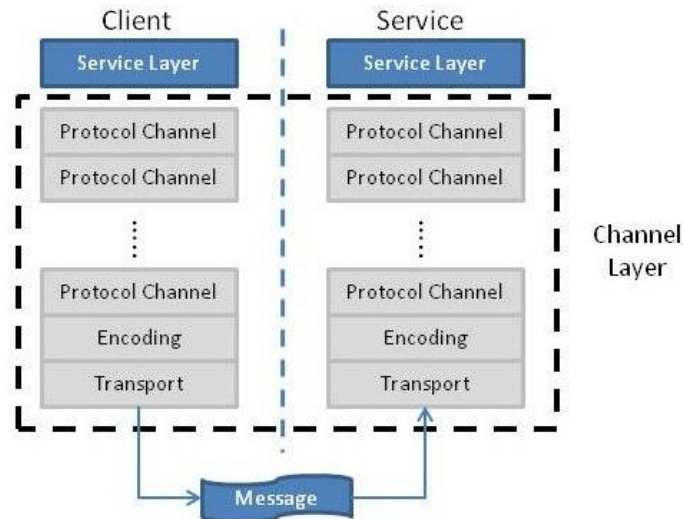 Client
Service
Service Layer
Service Layer
Protocol Channel
Protocol Channel
Protocol Channel
Protocol Channel
Protocol Channel
Protocol Channel
Encoding
Encoding
Transport
Transport
Channel
Layer
Message